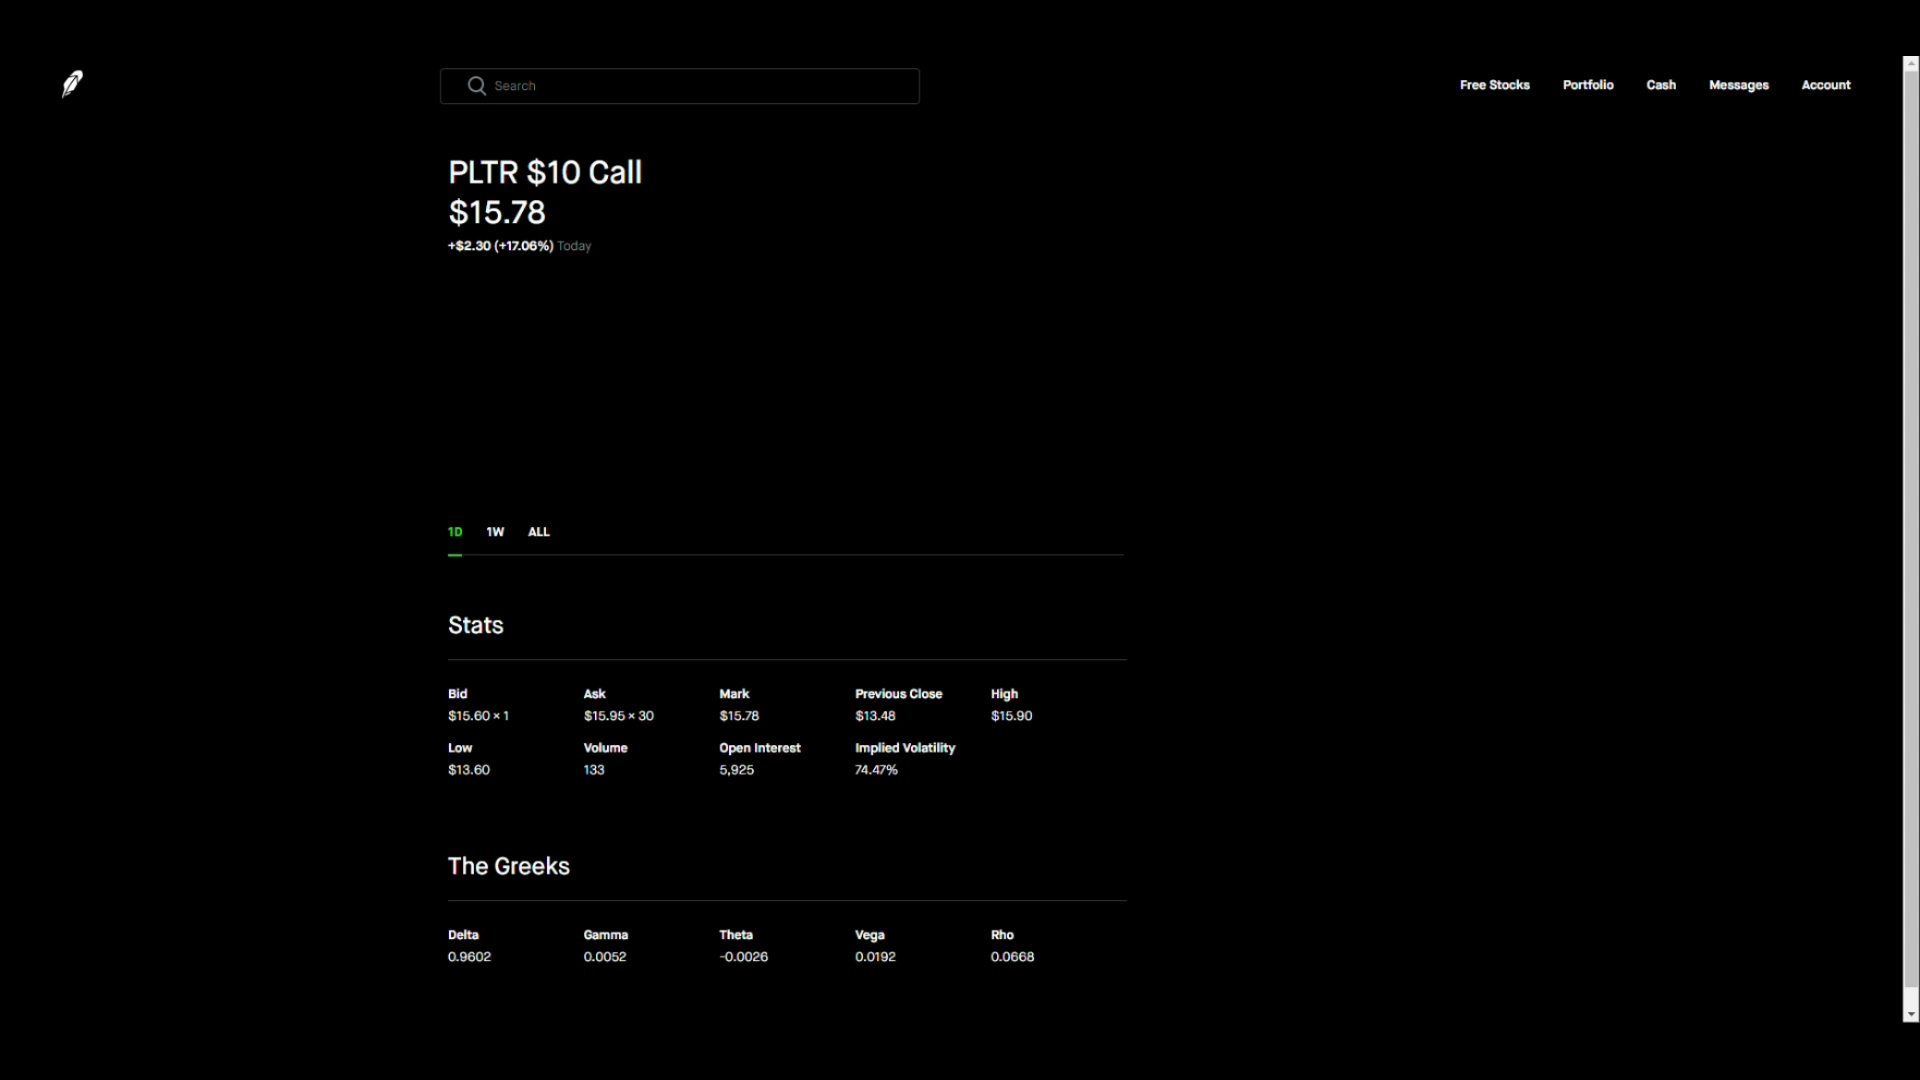 Search
Free Stocks Portfolio Cash Messages Account
PLTR $10 Call
$15.78
+$2.30 (+17.06%) Today
1D 1W ALL
Stats
Bid Ask Mark Previous Close High
$15.60 × 1 $15.95 × 30 $15.78 $13.48 $15.90
Low Volume Open Interest Implied Volatility
$13.60 133 5,925 74.47%
The Greeks
Delta Gamma Theta Vega Rho
0.9602 0.0052 -0.0026 0.0192 0.0668